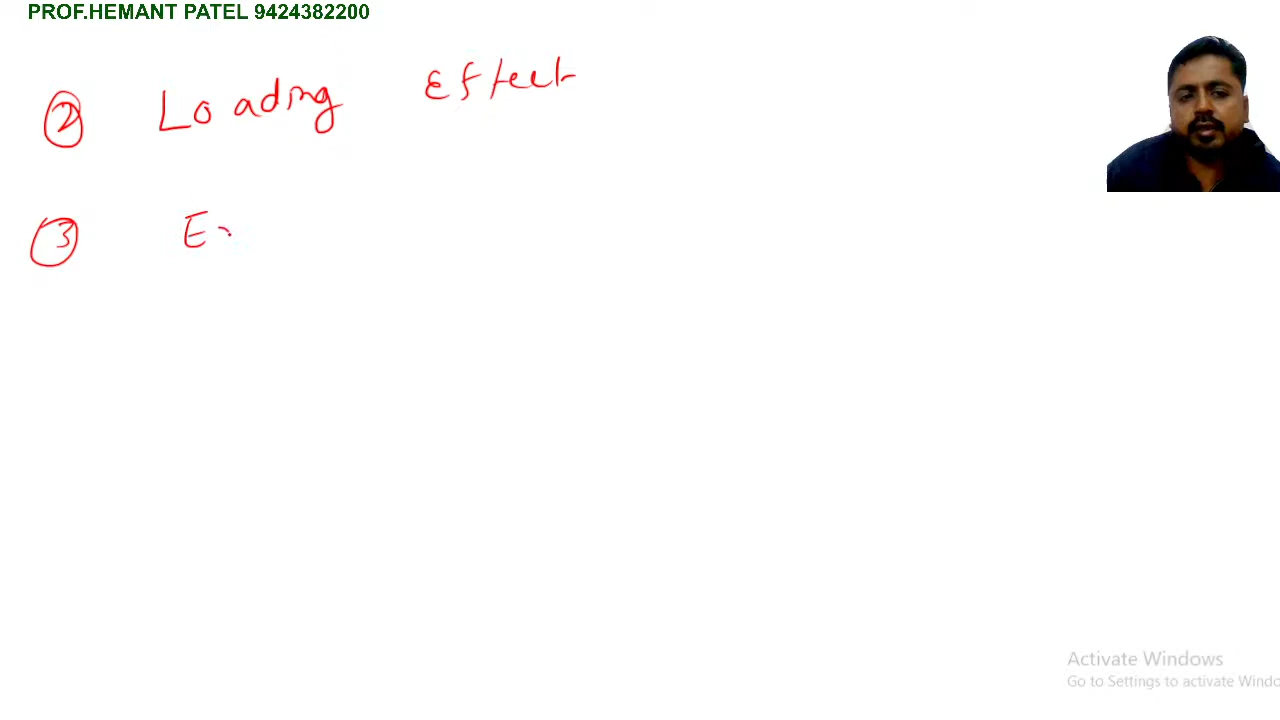 PROF.HEMANT PATEL 9424382200
2 Loading Effect
3 E
Activate Windows
Go to Settings to activate Windo